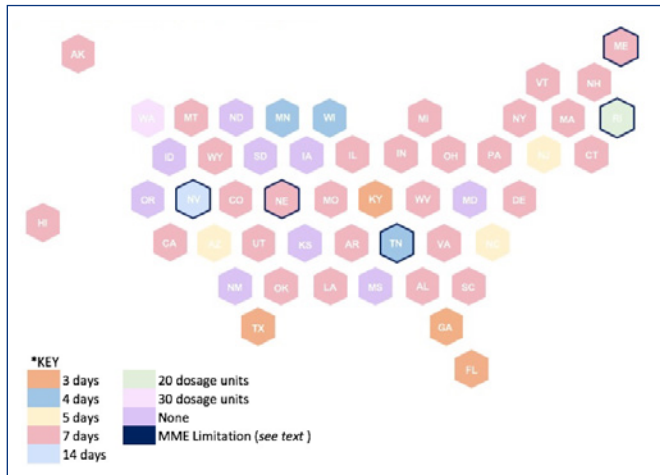 ME
AK
VT NH
WA MT ND MN WI MI NY MA RI
ID WY SD IA IL IN OH PA NJ CT
OR NV CO NE MO KY WV MD DE
HI
CA AZ UT KS AR TN VA NC
NM OK LA MS AL SC
TX GA
FL
*KEY
3 days 20 dosage units
4 days 30 dosage units
5 days None
7 days MME Limitation (see text )
14 days